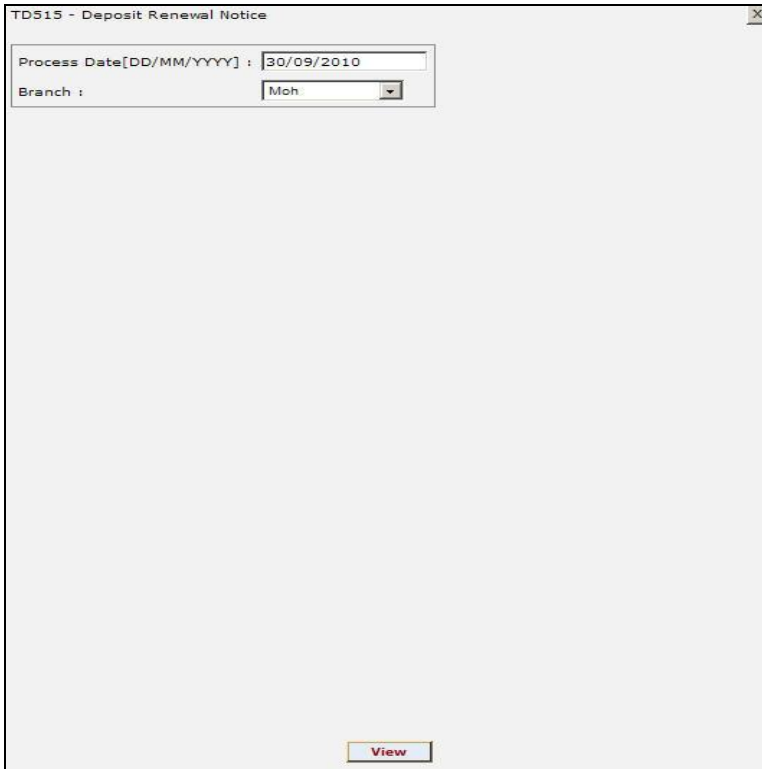 TD515 - Deposit Renewal Notice
Process Date[DD/MM/YYYY] : 30/09/2010
Branch : Moh
View